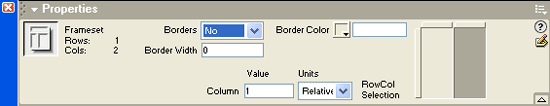 Properties
Frameset
Borders No
Border Color
Rows: 1
Cols: 2
Border Width 0
Value
Units
Column 1
Relative
RowCol
Selection